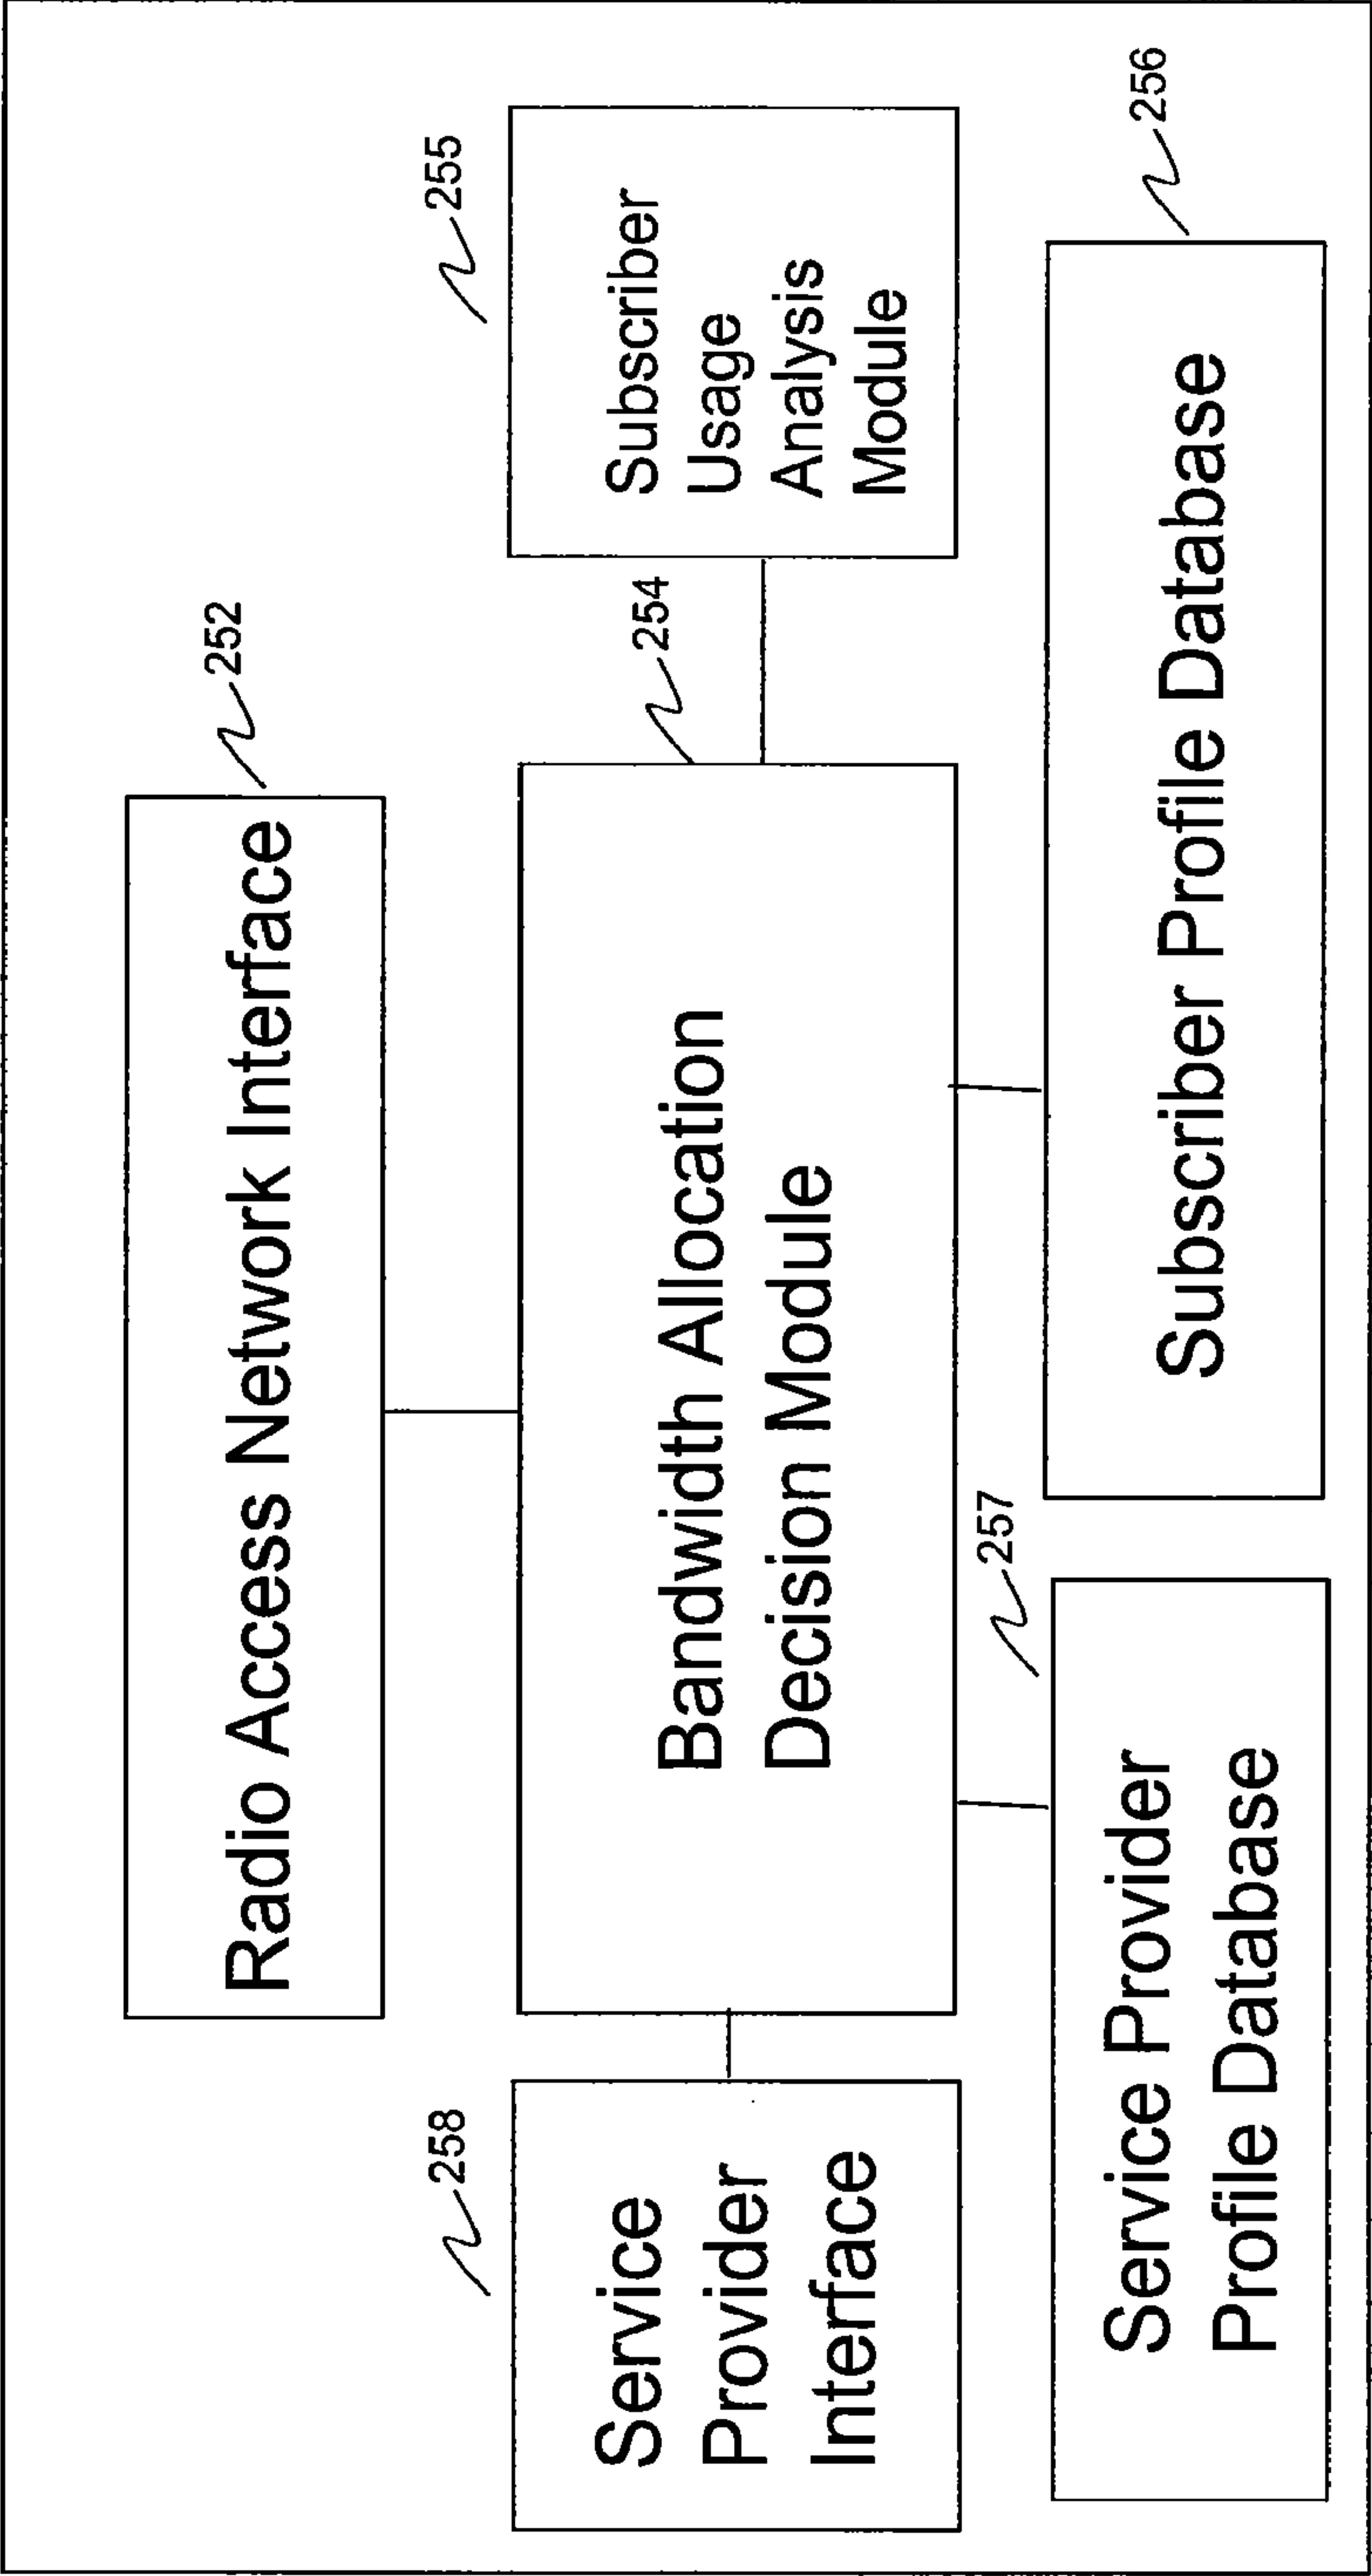 252
Radio Access Network Interface
258
Service
Provider
Interface
254
Bandwidth Allocation
Decision Module
255
Subscriber
Usage
Analysis
Module
257
Service Provider
Profile Database
256
Subscriber Profile Database